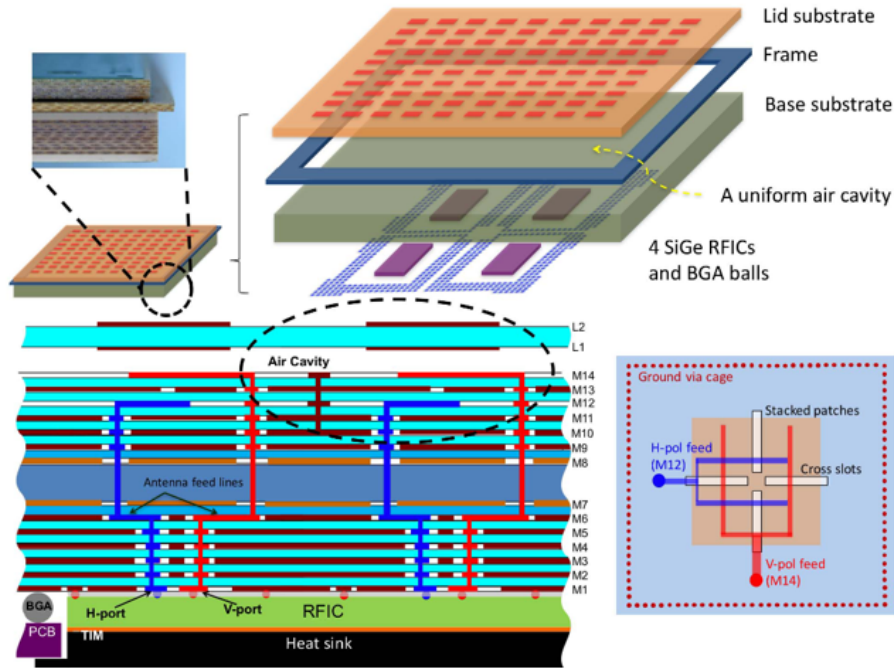 Lid substrate
Frame
Base substrate
A uniform air cavity
4 SiGe RFICs
and BGA balls
L2
L1
Air Cavity
M14
M13
M12
M11
M10
M9
M8
Antenna feed lines
M7
M6
M5
M4
M3
M2
M1
BGA
PCB
H-port
V-port
RFIC
TIM
Heat sink
Ground via cage
Stacked patches
H-pol feed
(M12)
Cross slots
V-pol feed
(M14)